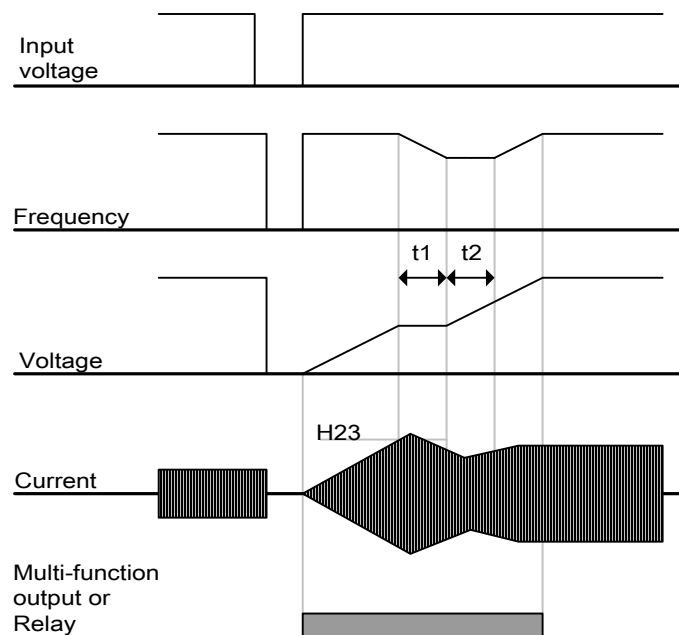 Input
voltage
Frequency
t1 t2
Voltage
H23
Current
Multi-function
output or
Relay